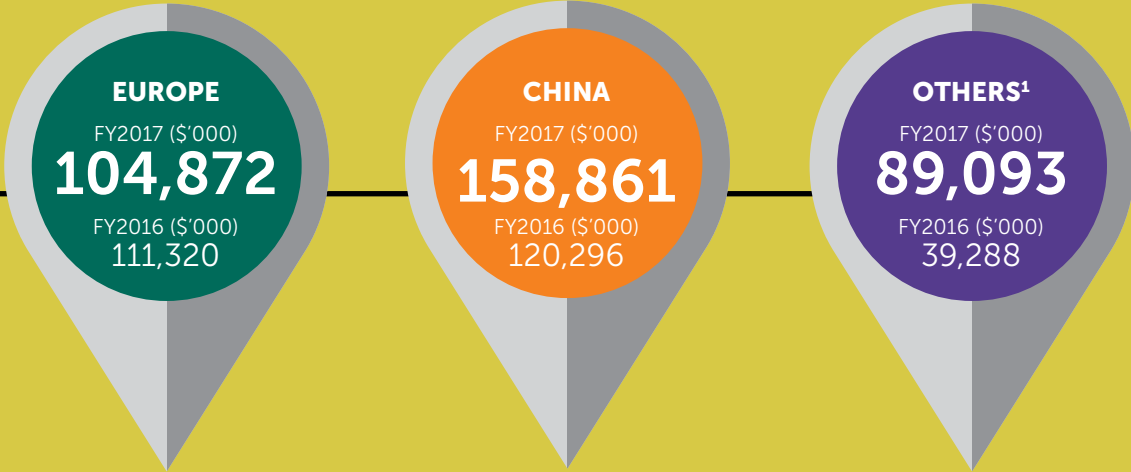 EUROPE
FY2017 ($'000)
104,872
FY2016 ($'000)
111,320
CHINA
FY2017 ($'000)
158,861
FY2016 ($'000)
120,296
OTHERS¹
FY2017 ($'000)
89,093
FY2016 ($'000)
39,288